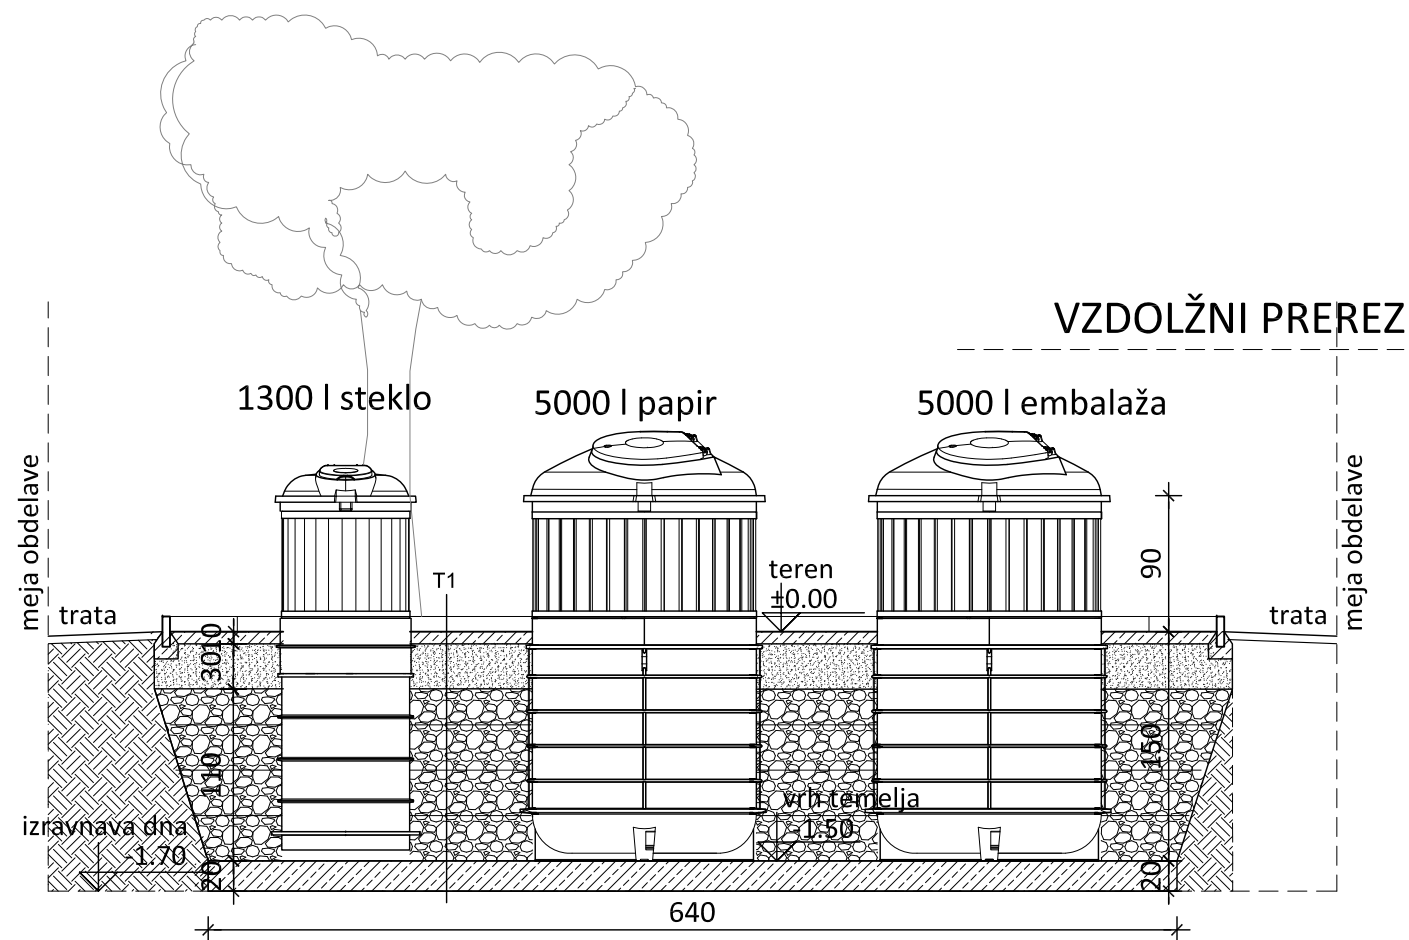 VZDOLŽNI PREREZ
1300 l steklo
5000 l papir
5000 l embalaža
meja obdelave
meja obdelave
T1
teren
±0.00
90
trata
trata
10
30
110
150
vrh temelja
-1.50
izravnava dna
-1.70
20
20
640